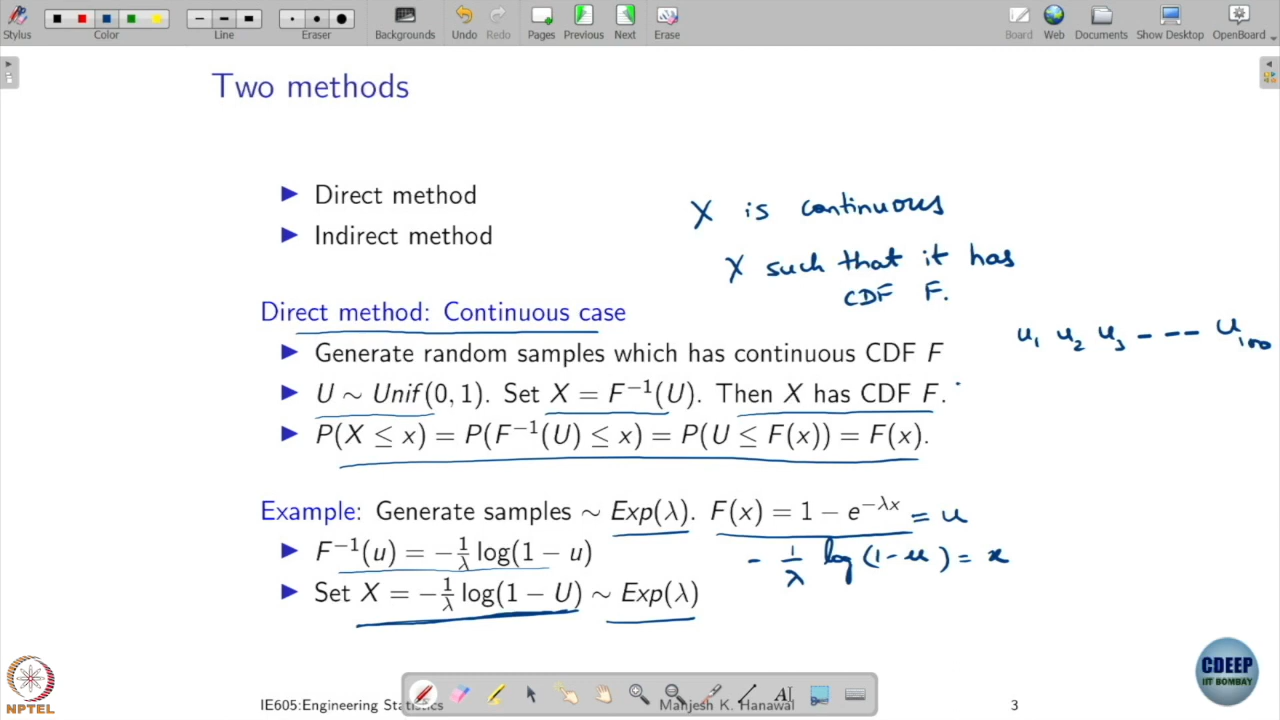 Stylus Color Line Eraser Backgrounds Undo Redo Pages Previous Next Erase Board Web Documents Show Desktop OpenBoard
Two methods
▶ Direct method
▶ Indirect method
X is continuous
X such that it has
CDF F.
Direct method: Continuous case
u₁ u₂ u₃ - - - u₁₀₀
▶ Generate random samples which has continuous CDF F
▶ U ∼ Unif(0, 1). Set X = F⁻¹(U). Then X has CDF F.
▶ P(X ≤ x) = P(F⁻¹(U) ≤ x) = P(U ≤ F(x)) = F(x).
Example: Generate samples ∼ Exp(λ). F(x) = 1 − e^{−λx} = u
▶ F⁻¹(u) = −1/λ log(1 − u)
- 1/λ log(1-u) = x
▶ Set X = −1/λ log(1 − U) ∼ Exp(λ)
NPTEL
IE605:Engineering Sta tics Manjesh K. Hanawal 3
CDEEP
IIT BOMBAY